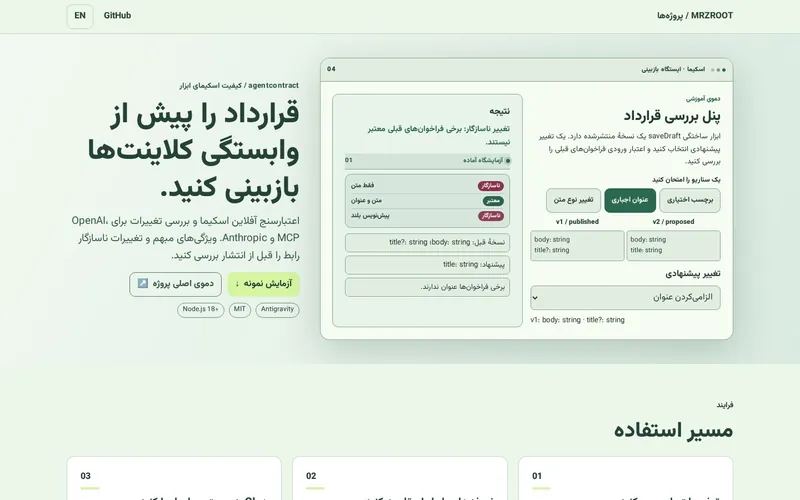 MRZROOT / پروژه‌ها
GitHub
EN
agentcontract / کیفیت اسکیمای ابزار
قرارداد را پیش از
وابستگی کلاینت‌ها
بازبینی کنید.
اعتبارسنج آفلاین اسکیما و بررسی تغییرات برای OpenAI،
MCP و Anthropic. ویژگی‌های مبهم و تغییرات ناسازگار
رابط را قبل از انتشار بررسی کنید.
آزمایش نمونه ↓
دموی اصلی پروژه ↗
Antigravity
MIT
Node.js 18+
اسکیما · ایستگاه بازبینی
04
دموی آموزشی
پنل بررسی قرارداد
ابزار ساختگی saveDraft یک نسخهٔ منتشرشده دارد. یک تغییر
پیشنهادی انتخاب کنید و اعتبار ورودی فراخوان‌های قبلی را
بررسی کنید.
یک سناریو را امتحان کنید
برچسب اختیاری
عنوان اجباری
تغییر نوع متن
v2 / proposed
v1 / published
body: string
title: string
body: string
title?: string
تغییر پیشنهادی
الزامی‌کردن عنوان
v1: body: string · title?: string
نتیجه
تغییر ناسازگار: برخی فراخوان‌های قبلی معتبر
نیستند.
آزمایشگاه آماده
01
ناسازگار
فقط متن
معتبر
متن و عنوان
ناسازگار
پیش‌نویس بلند
نسخهٔ قبل: body: string؛ title?: string
پیشنهاد: title: string
برخی فراخوان‌ها عنوان ندارند.
فرایند
مسیر استفاده
01
02
03